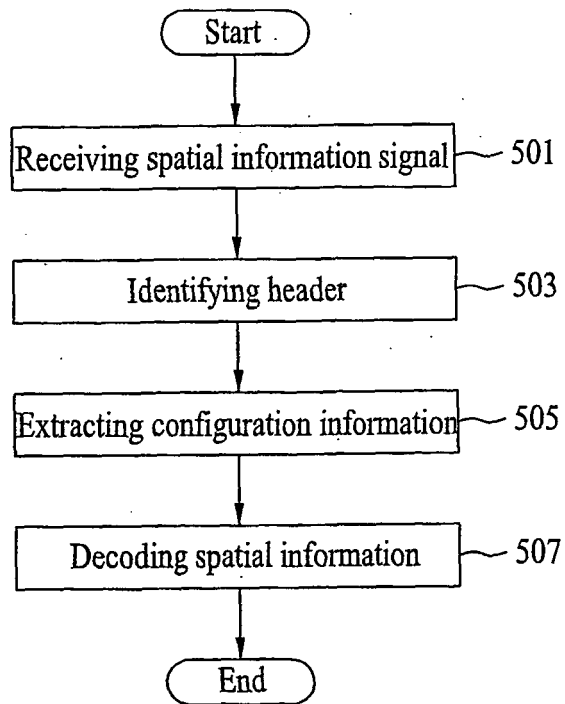 Start
Receiving spatial information signal
501
Identifying header
503
Extracting configuration information
505
Decoding spatial information
507
End